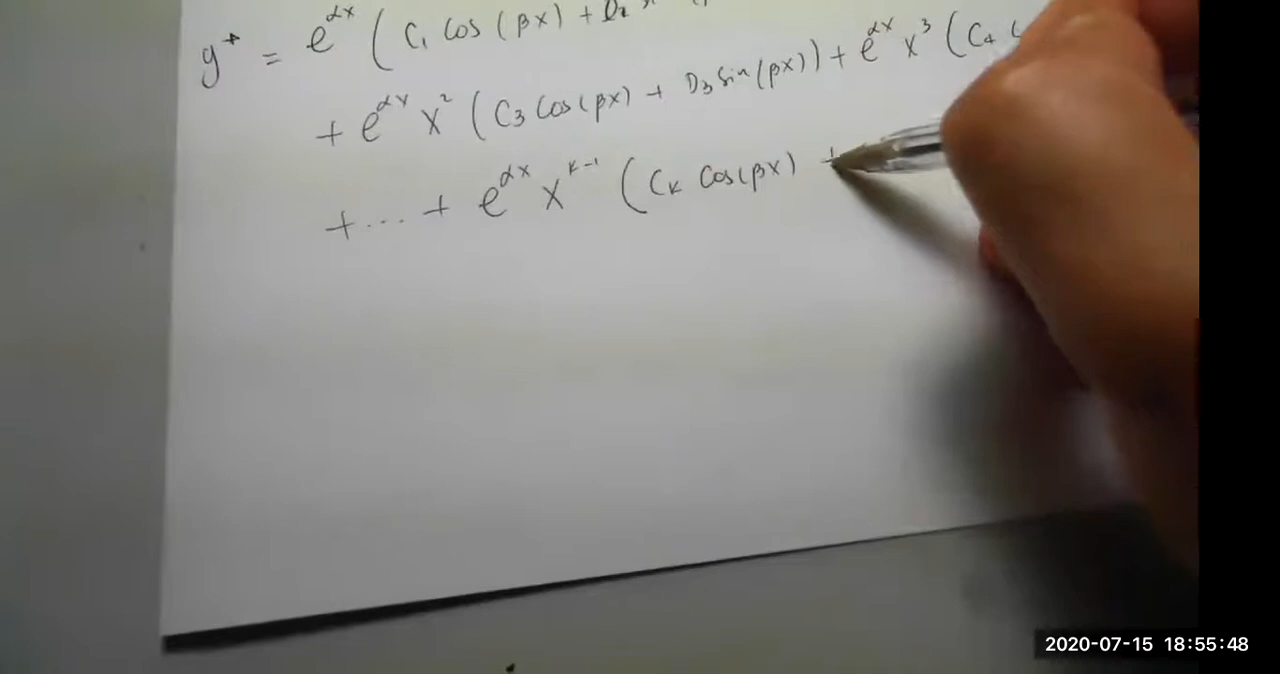 y* = e^αx ( C₁ Cos (βx) +
+ e^αx x² ( C₃ Cos(βx) + D₃ Sin(βx)) + e^αx x³ (C₄
+ ... + e^αx x^k-1 ( Cₖ Cos(βx) +
2020-07-15 18:55:48